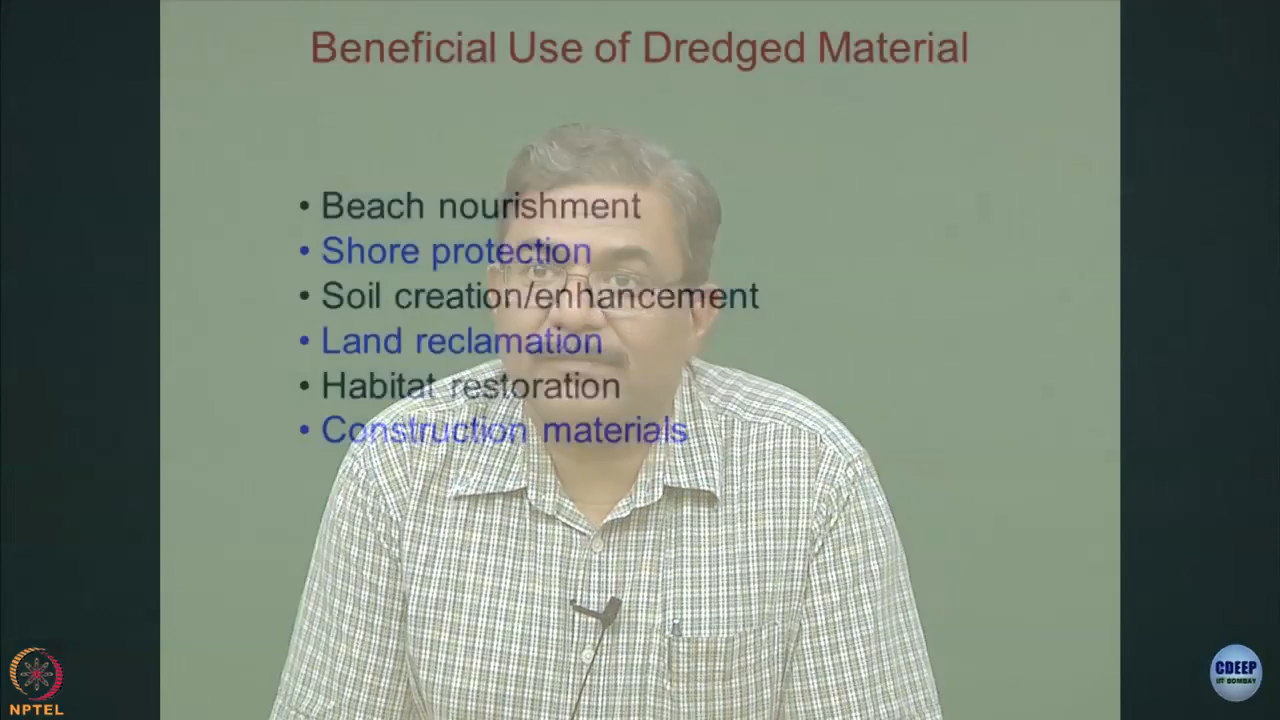 Beneficial Use of Dredged Material
• Beach nourishment
• Shore protection
• Soil creation/enhancement
• Land reclamation
• Habitat restoration
• Construction materials
NPTEL
CDEEP
IIT BOMBAY